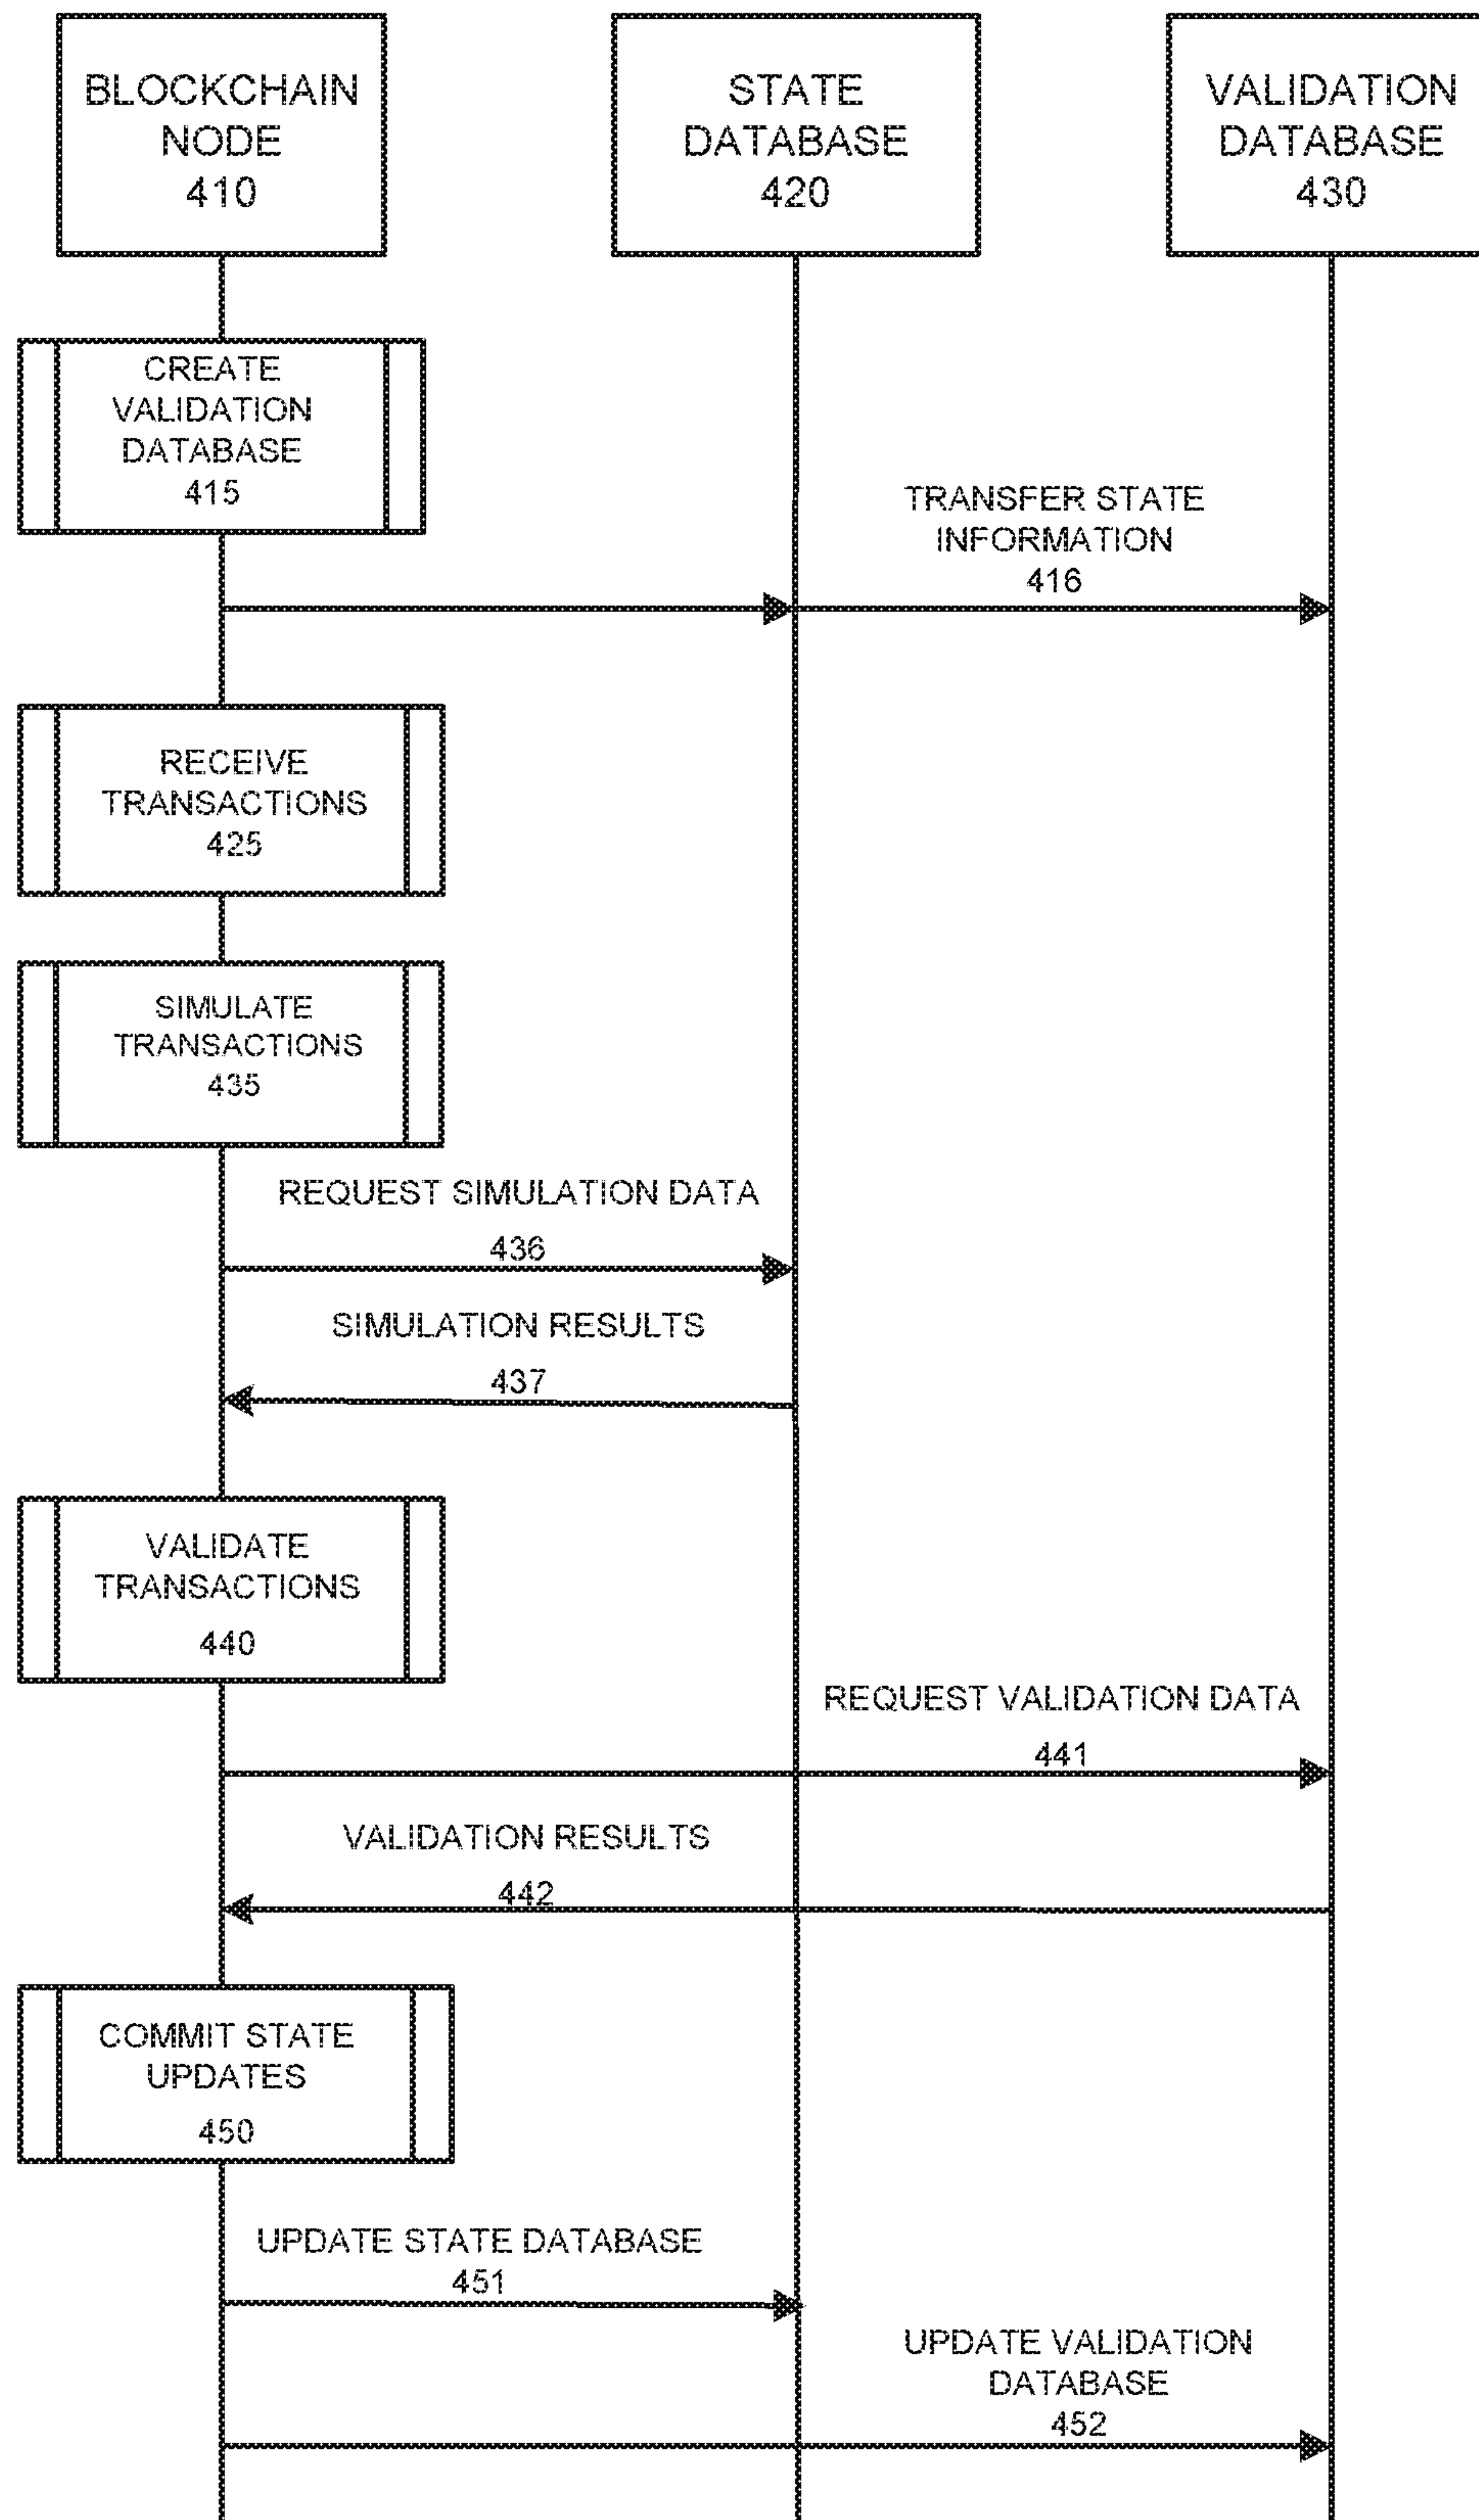 BLOCKCHAIN
NODE
410
STATE
DATABASE
420
VALIDATION
DATABASE
430
CREATE
VALIDATION
DATABASE
415
TRANSFER STATE
INFORMATION
416
RECEIVE
TRANSACTIONS
425
SIMULATE
TRANSACTIONS
435
REQUEST SIMULATION DATA
436
SIMULATION RESULTS
437
VALIDATE
TRANSACTIONS
440
REQUEST VALIDATION DATA
441
VALIDATION RESULTS
442
COMMIT STATE
UPDATES
450
UPDATE STATE DATABASE
451
UPDATE VALIDATION
DATABASE
452